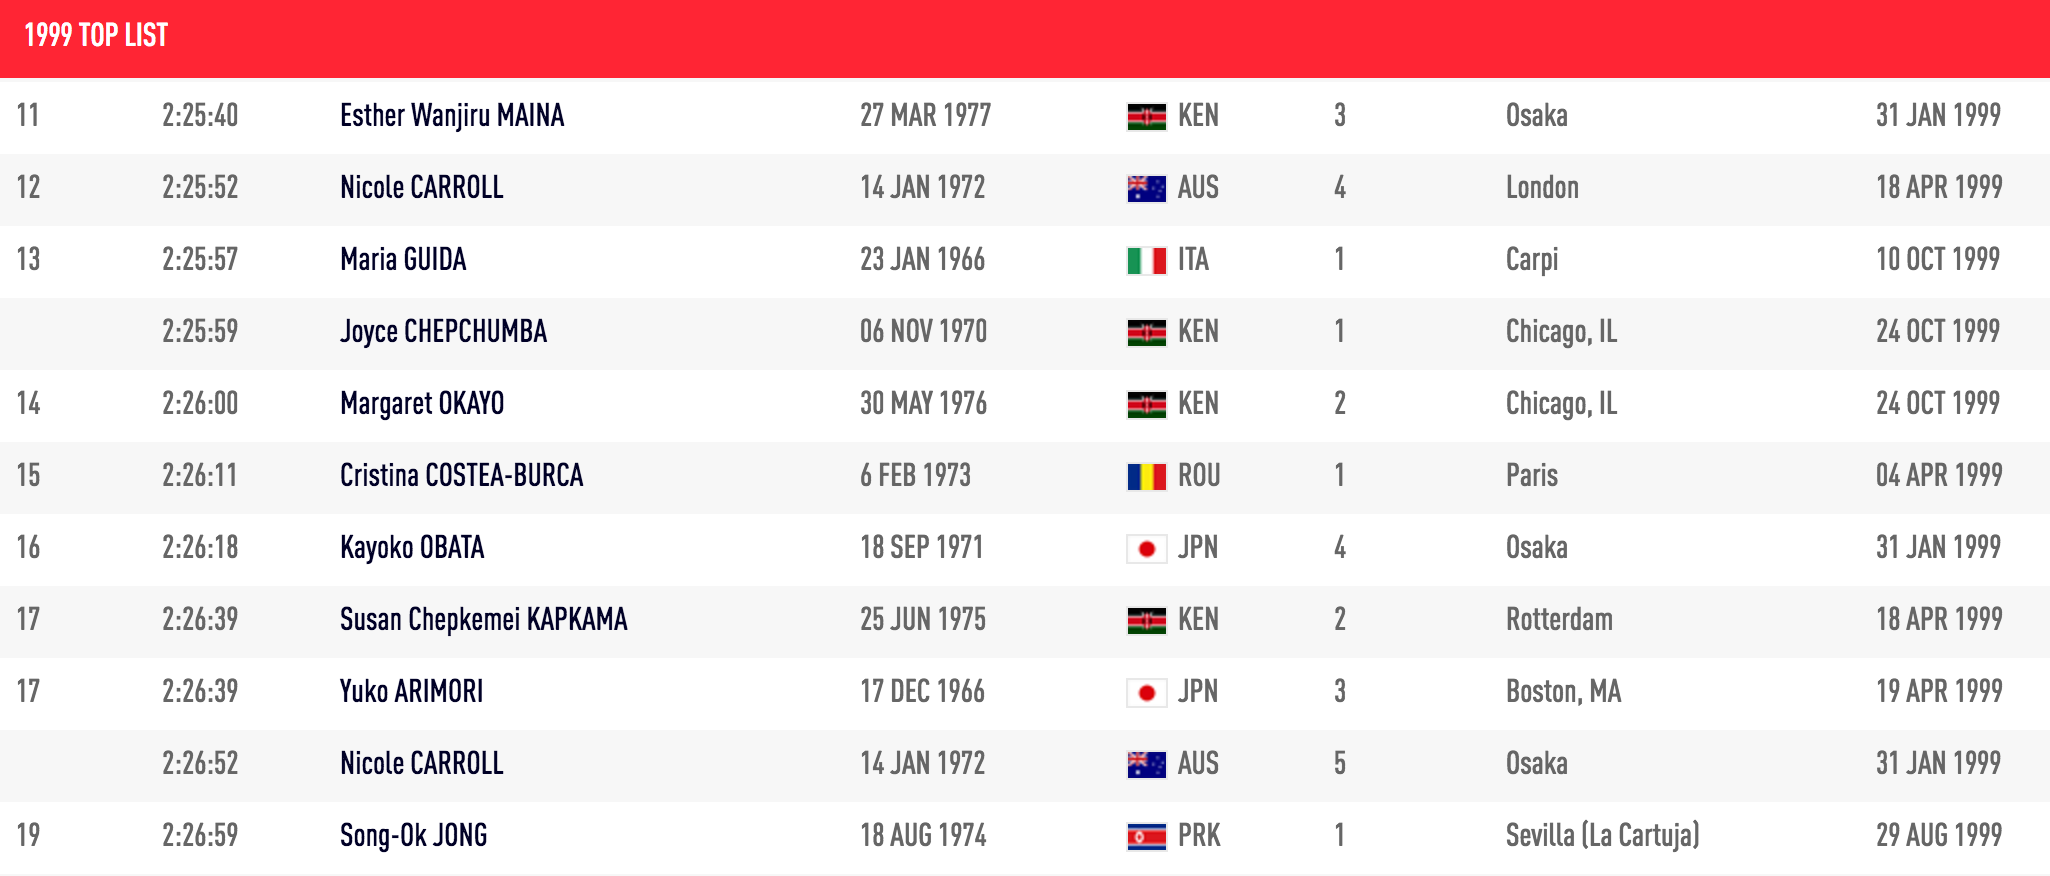 1999 TOP LIST
11 2:25:40 Esther Wanjiru MAINA 27 MAR 1977 KEN 3 Osaka 31 JAN 1999
12 2:25:52 Nicole CARROLL 14 JAN 1972 AUS 4 London 18 APR 1999
13 2:25:57 Maria GUIDA 23 JAN 1966 ITA 1 Carpi 10 OCT 1999
2:25:59 Joyce CHEPCHUMBA 06 NOV 1970 KEN 1 Chicago, IL 24 OCT 1999
14 2:26:00 Margaret OKAYO 30 MAY 1976 KEN 2 Chicago, IL 24 OCT 1999
15 2:26:11 Cristina COSTEA-BURCA 6 FEB 1973 ROU 1 Paris 04 APR 1999
16 2:26:18 Kayoko OBATA 18 SEP 1971 JPN 4 Osaka 31 JAN 1999
17 2:26:39 Susan Chepkemei KAPKAMA 25 JUN 1975 KEN 2 Rotterdam 18 APR 1999
17 2:26:39 Yuko ARIMORI 17 DEC 1966 JPN 3 Boston, MA 19 APR 1999
2:26:52 Nicole CARROLL 14 JAN 1972 AUS 5 Osaka 31 JAN 1999
19 2:26:59 Song-Ok JONG 18 AUG 1974 PRK 1 Sevilla (La Cartuja) 29 AUG 1999